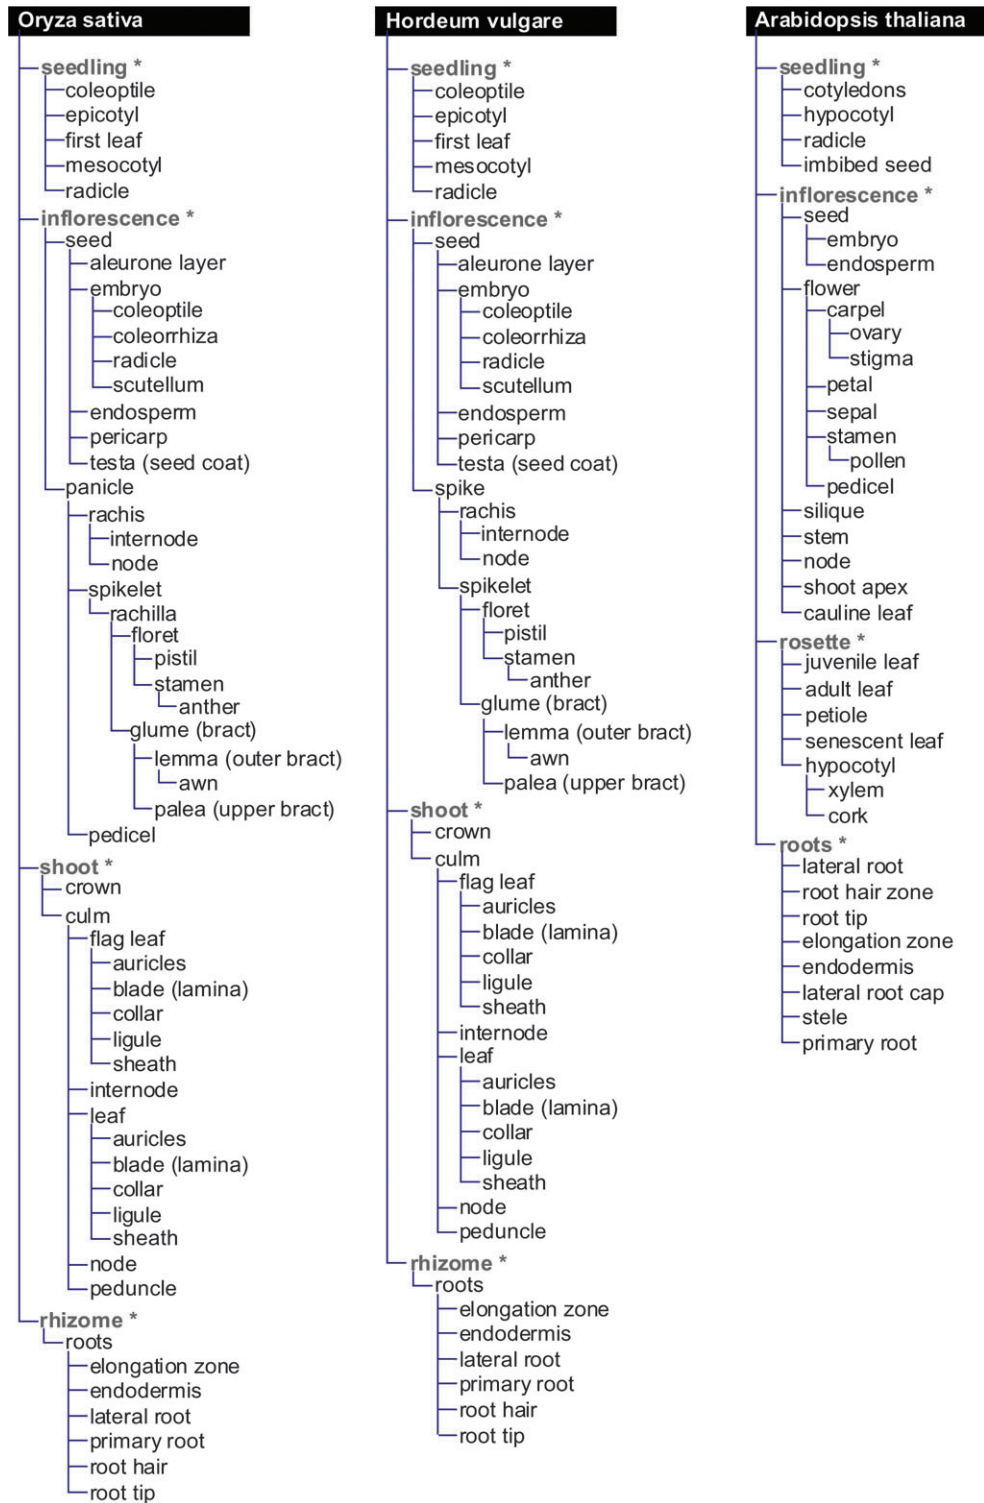 Oryza sativa
seedling *
coleoptile
epicotyl
first leaf
mesocotyl
radicle
inflorescence *
seed
aleurone layer
embryo
coleoptile
coleorrhiza
radicle
scutellum
endosperm
pericarp
testa (seed coat)
panicle
rachis
internode
node
spikelet
rachilla
floret
pistil
stamen
anther
glume (bract)
lemma (outer bract)
awn
palea (upper bract)
pedicel
shoot *
crown
culm
flag leaf
auricles
blade (lamina)
collar
ligule
sheath
internode
leaf
auricles
blade (lamina)
collar
ligule
sheath
node
peduncle
rhizome *
roots
elongation zone
endodermis
lateral root
primary root
root hair
root tip
Hordeum vulgare
seedling *
coleoptile
epicotyl
first leaf
mesocotyl
radicle
inflorescence *
seed
aleurone layer
embryo
coleoptile
coleorrhiza
radicle
scutellum
endosperm
pericarp
testa (seed coat)
spike
rachis
internode
node
spikelet
floret
pistil
stamen
anther
glume (bract)
lemma (outer bract)
awn
palea (upper bract)
shoot *
crown
culm
flag leaf
auricles
blade (lamina)
collar
ligule
sheath
internode
leaf
auricles
blade (lamina)
collar
ligule
sheath
node
peduncle
rhizome *
roots
elongation zone
endodermis
lateral root
primary root
root hair
root tip
Arabidopsis thaliana
seedling *
cotyledons
hypocotyl
radicle
imbibed seed
inflorescence *
seed
embryo
endosperm
flower
carpel
ovary
stigma
petal
sepal
stamen
pollen
pedicel
silique
stem
node
shoot apex
cauline leaf
rosette *
juvenile leaf
adult leaf
petiole
senescent leaf
hypocotyl
xylem
cork
roots *
lateral root
root hair zone
root tip
elongation zone
endodermis
lateral root cap
stele
primary root